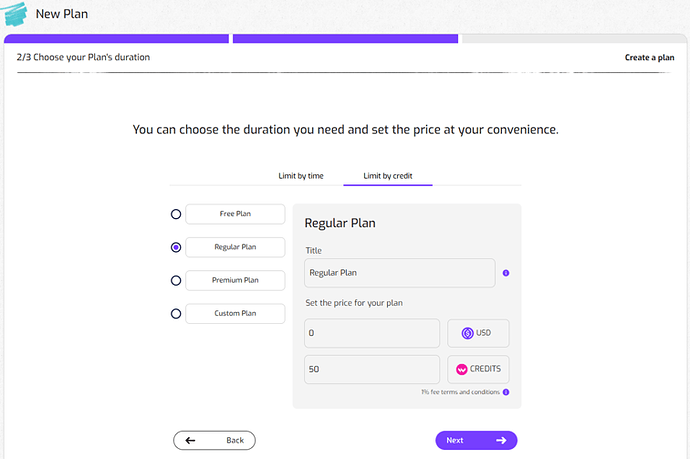 New Plan
2/3 Choose your Plan's duration
Create a plan
You can choose the duration you need and set the price at your convenience.
Limit by time
Limit by credit
Free Plan
Regular Plan
Premium Plan
Custom Plan
Regular Plan
Title
Regular Plan
Set the price for your plan
0
USD
50
CREDITS
1% fee terms and conditions
Back
Next